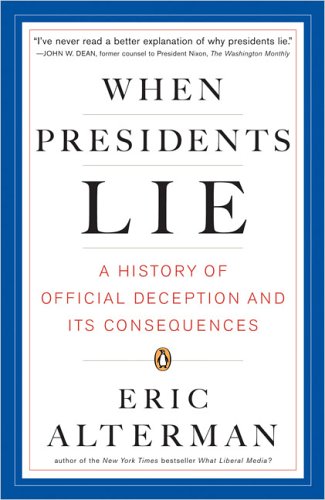 “I’ve never read a better explanation of why presidents lie.”
—JOHN W. DEAN, former counsel to President Nixon, The Washington Monthly
WHEN
PRESIDENTS
LIE
A HISTORY OF
OFFICIAL DECEPTION AND
ITS CONSEQUENCES
ERIC
ALTERMAN
author of the Times bestseller What Liberal Media?